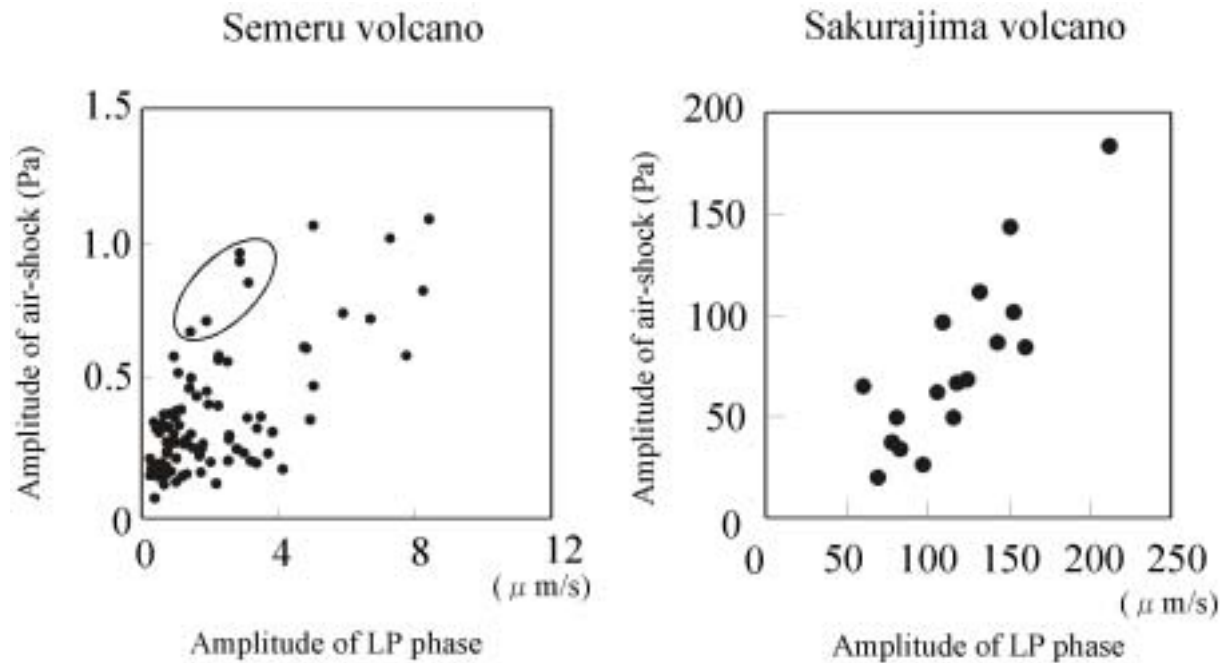 Semeru volcano
Amplitude of air-shock (Pa)
1.5
1.0
0.5
0
0
4
8
12
( μ m/s)
Amplitude of LP phase
Sakurajima volcano
Amplitude of air-shock (Pa)
200
150
100
50
0
0
50
100
150
200
250
( μ m/s)
Amplitude of LP phase